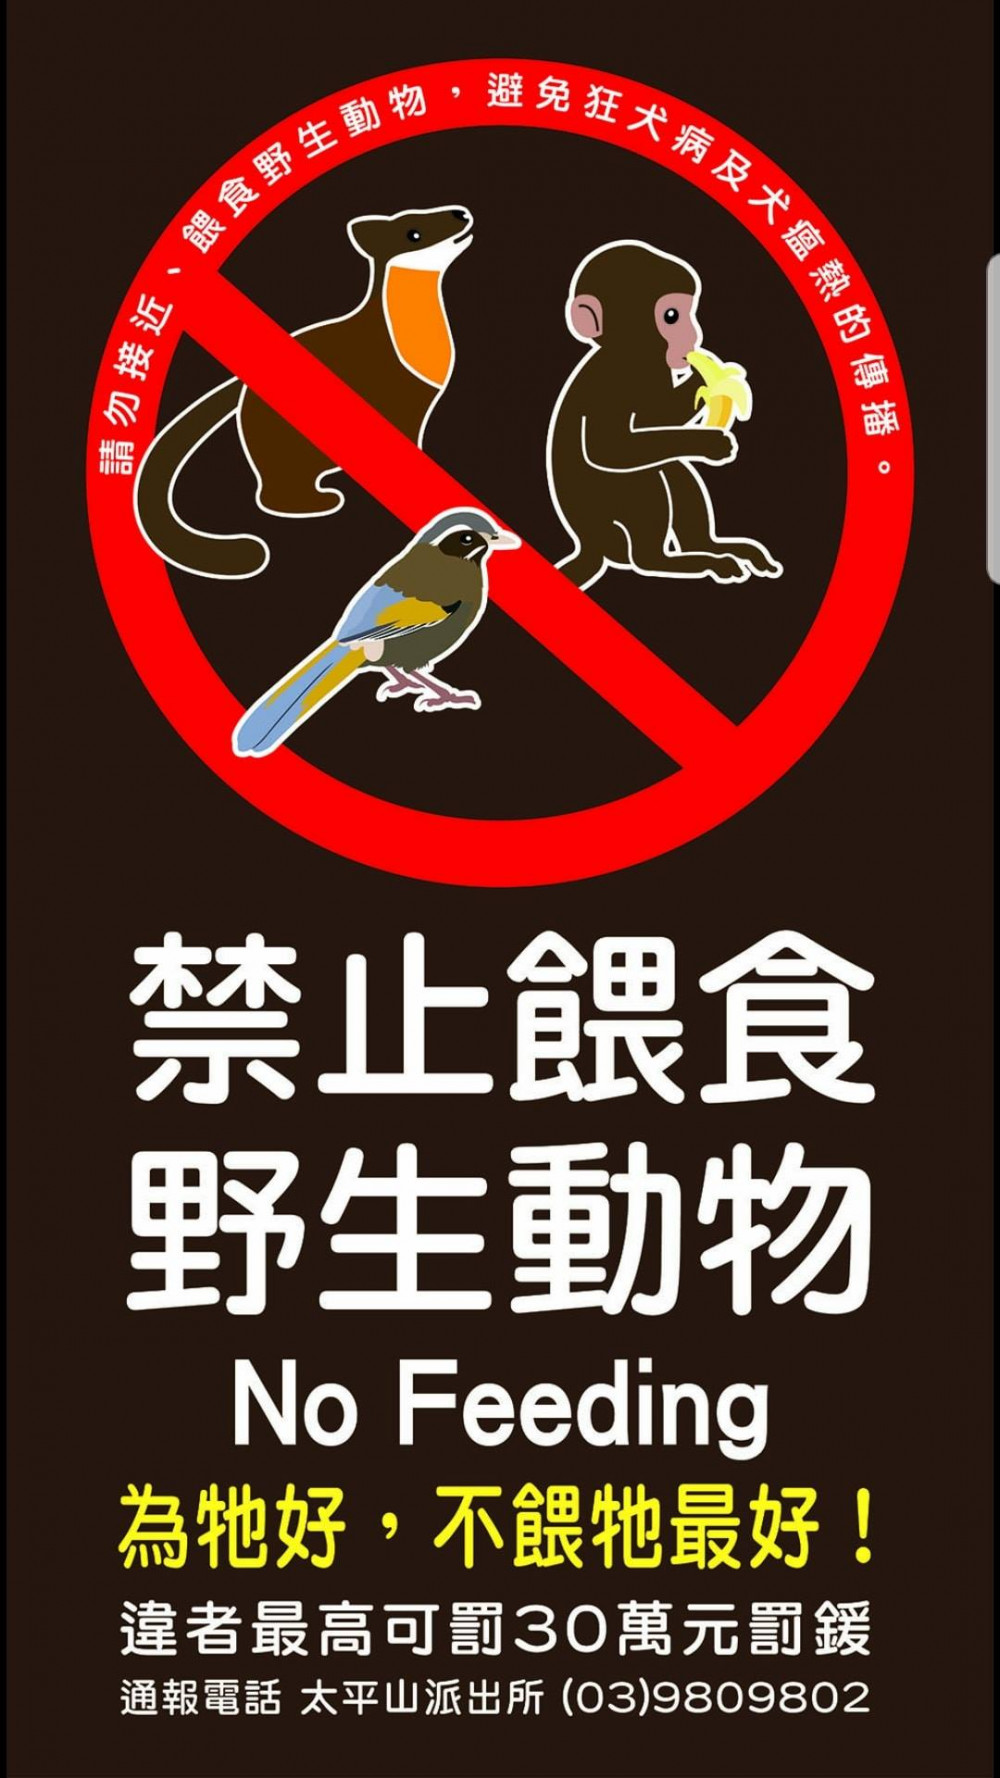 請勿接近、餵食野生動物，避免狂犬病及犬瘟熱的傳播。
禁止餵食
野生動物
No Feeding
為牠好，不餵牠最好！
違者最高可罰30萬元罰鍰
通報電話 太平山派出所 (03)9809802